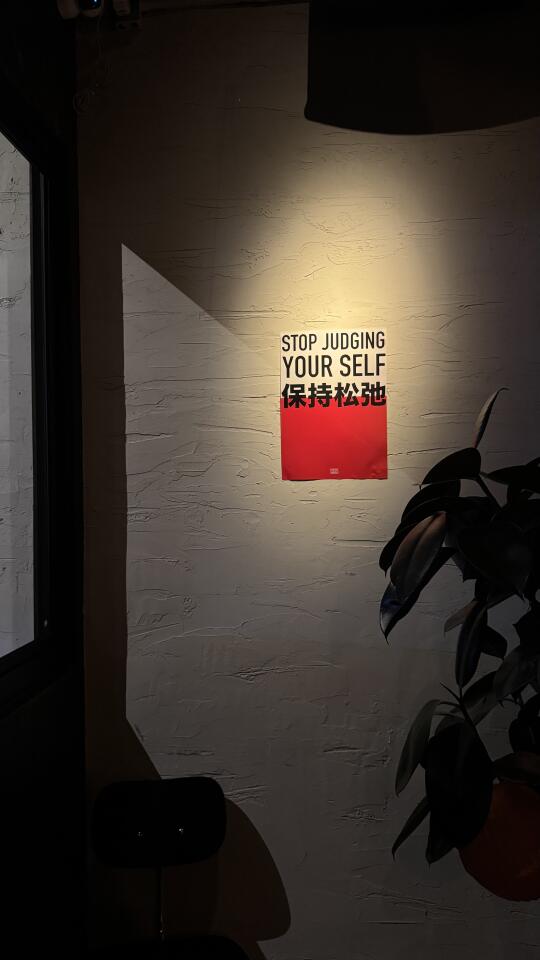 STOP JUDGING
YOUR SELF
保持松弛